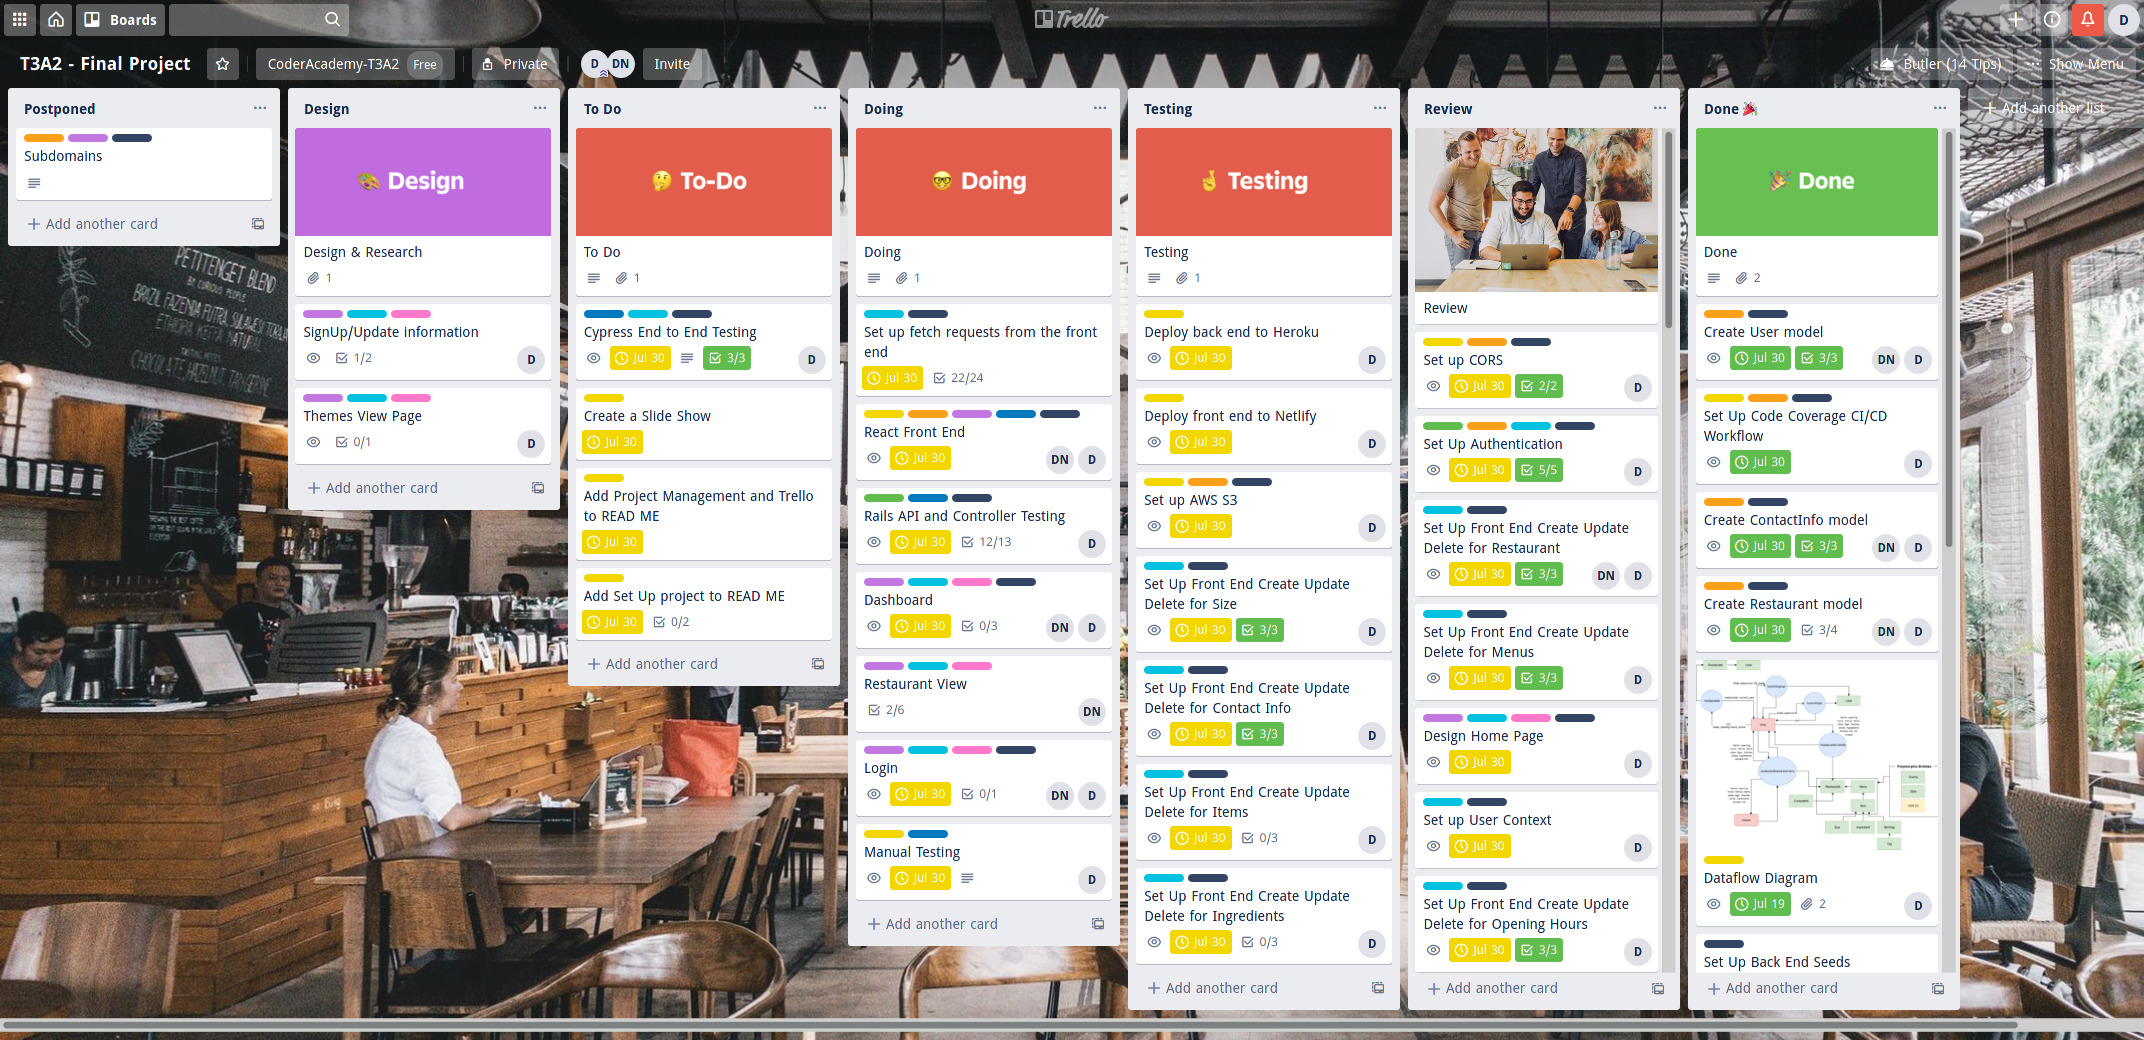 Boards
Trello
D
T3A2 - Final Project
CoderAcademy-T3A2 Free
Private
D DN
Invite
Butler (14 Tips)
Show Menu
Postponed
Subdomains
+ Add another card
Design
Design
Design & Research
1
SignUp/Update information
1/2
D
Themes View Page
0/1
D
+ Add another card
To Do
To-Do
To Do
1
Cypress End to End Testing
Jul 30 3/3
D
Create a Slide Show
Jul 30
Add Project Management and Trello
to READ ME
Jul 30
Add Set Up project to READ ME
Jul 30 0/2
+ Add another card
Doing
Doing
Doing
1
Set up fetch requests from the front
end
Jul 30 22/24
React Front End
Jul 30
DN D
Rails API and Controller Testing
Jul 30 12/13
D
Dashboard
Jul 30 0/3
DN D
Restaurant View
2/6
DN
Login
Jul 30 0/1
DN D
Manual Testing
Jul 30
D
+ Add another card
Testing
Testing
Testing
1
Deploy back end to Heroku
Jul 30
D
Deploy front end to Netlify
Jul 30
D
Set up AWS S3
Jul 30
D
Set Up Front End Create Update
Delete for Size
Jul 30 3/3
D
Set Up Front End Create Update
Delete for Contact Info
Jul 30 3/3
D
Set Up Front End Create Update
Delete for Items
Jul 30 0/3
D
Set Up Front End Create Update
Delete for Ingredients
Jul 30 0/3
D
+ Add another card
Review
Review
Set up CORS
Jul 30 2/2
D
Set Up Authentication
Jul 30 5/5
D
Set Up Front End Create Update
Delete for Restaurant
Jul 30 3/3
DN D
Set Up Front End Create Update
Delete for Menus
Jul 30 3/3
D
Design Home Page
Jul 30
D
Set up User Context
Jul 30
D
Set Up Front End Create Update
Delete for Opening Hours
Jul 30 3/3
D
+ Add another card
Done
Done
Done
2
Create User model
Jul 30 3/3
DN D
Set Up Code Coverage CI/CD
Workflow
Jul 30
D
Create ContactInfo model
Jul 30 3/3
DN D
Create Restaurant model
Jul 30 3/4
DN D
Dataflow Diagram
Jul 19 2
D
Set Up Back End Seeds
+ Add another card
+ Add another list
PETITENGET BLEND
BY CURIOUS PEOPLE